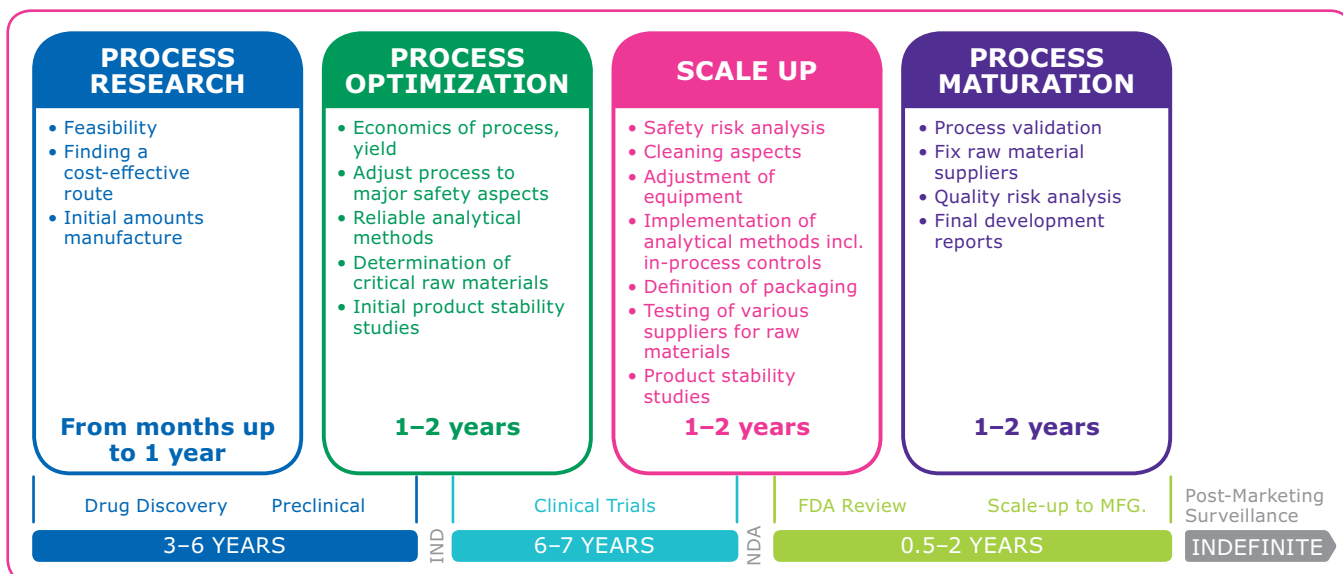 PROCESS
RESEARCH
• Feasibility
• Finding a
cost-effective
route
• Initial amounts
manufacture
From months up
to 1 year
PROCESS
OPTIMIZATION
• Economics of process,
yield
• Adjust process to
major safety aspects
• Reliable analytical
methods
• Determination of
critical raw materials
• Initial product stability
studies
1–2 years
SCALE UP
• Safety risk analysis
• Cleaning aspects
• Adjustment of
equipment
• Implementation of
analytical methods incl.
in-process controls
• Definition of packaging
• Testing of various
suppliers for raw
materials
• Product stability
studies
1–2 years
PROCESS
MATURATION
• Process validation
• Fix raw material
suppliers
• Quality risk analysis
• Final development
reports
1–2 years
Drug Discovery
Preclinical
3–6 YEARS
IND
Clinical Trials
6–7 YEARS
NDA
FDA Review
Scale-up to MFG.
0.5–2 YEARS
Post-Marketing
Surveillance
INDEFINITE